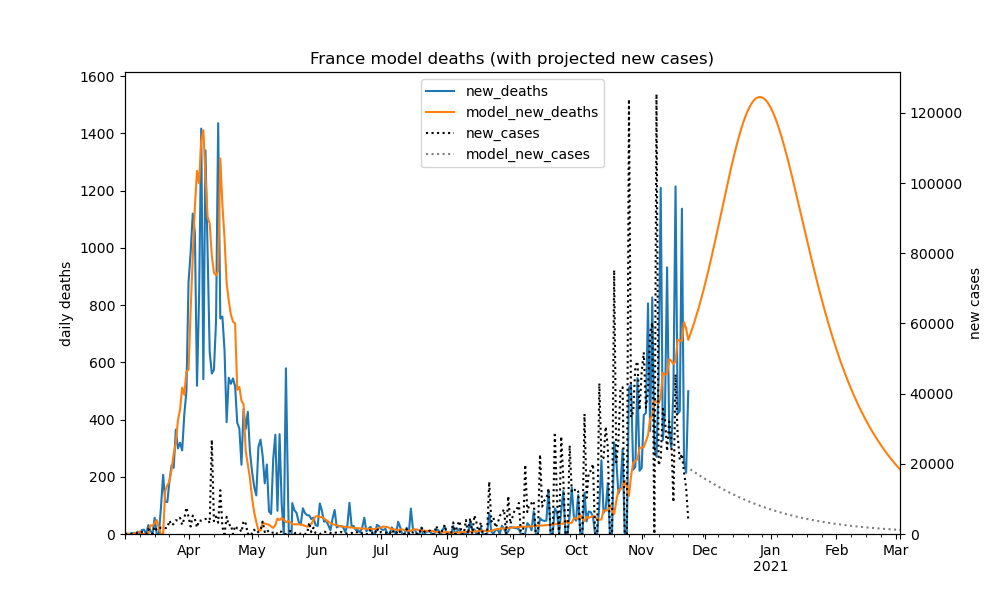 France model deaths (with projected new cases)
new_deaths
model_new_deaths
new_cases
model_new_cases
daily deaths
1600
1400
1200
1000
800
600
400
200
0
new cases
120000
100000
80000
60000
40000
20000
0
Apr May Jun Jul Aug Sep Oct Nov Dec Jan Feb Mar
2021